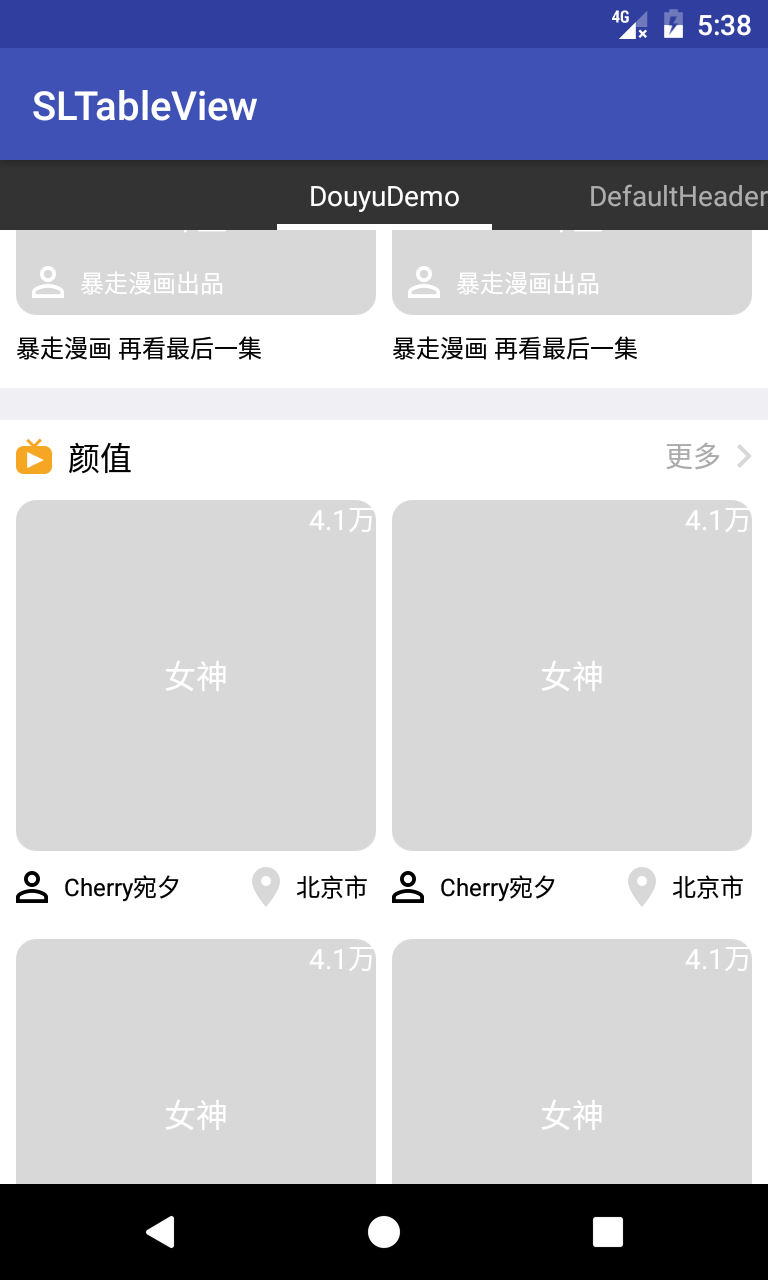 4G 5:38
SLTableView
DouyuDemo DefaultHeader
暴走漫画出品 暴走漫画出品
暴走漫画 再看最后一集 暴走漫画 再看最后一集
颜值 更多
4.1万 4.1万
女神 女神
Cherry宛夕 北京市 Cherry宛夕 北京市
4.1万 4.1万
女神 女神